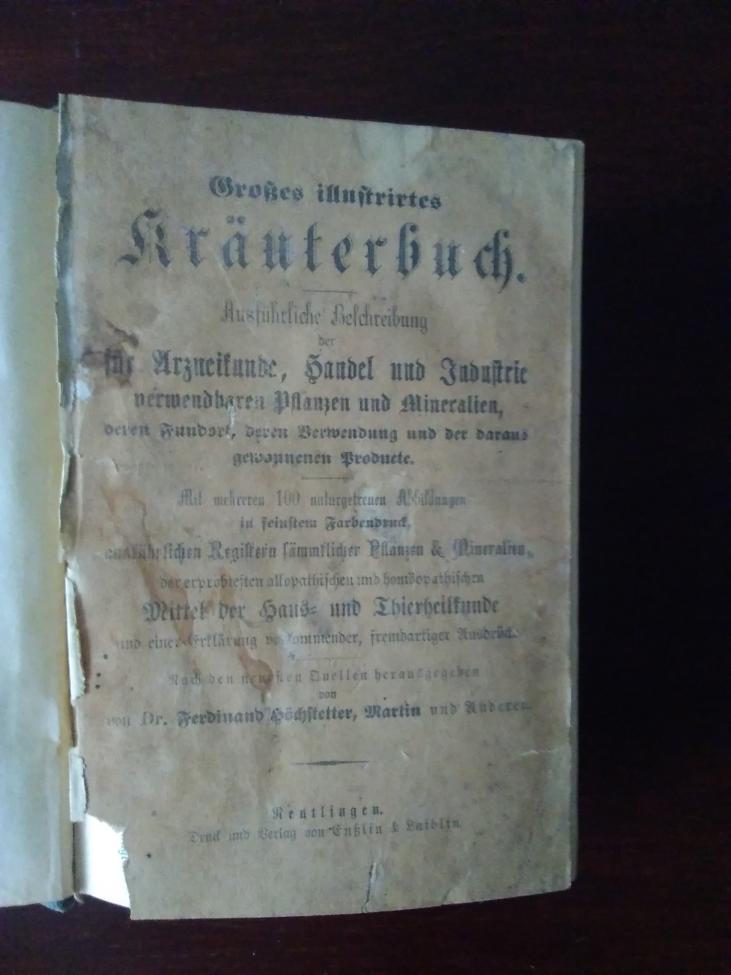 Großes illustrirtes
Kräuterbuch.
Ausführliche Beschreibung
der
für Arzneikunde, Handel und Industrie
verwendbaren Pflanzen und Mineralien,
deren Fundort, deren Verwendung und der daraus
gewonnenen Producte.
Mit mehreren 100 naturgetreuen Abbildungen
in feinstem Farbendruck,
ausführlichen Registern sämmtlicher Pflanzen & Mineralien,
der erprobtesten allopathischen und homöopathischen
Mittel der Haus= und Thierheilkunde
und einer Erklärung vorkommender, fremdartiger Ausdrücke.
Nach den neuesten Quellen herausgegeben
von
von Dr. Ferdinand Höchstetter, Martin und Anderen.
Reutlingen.
Druck und Verlag von Enßlin & Laiblin.